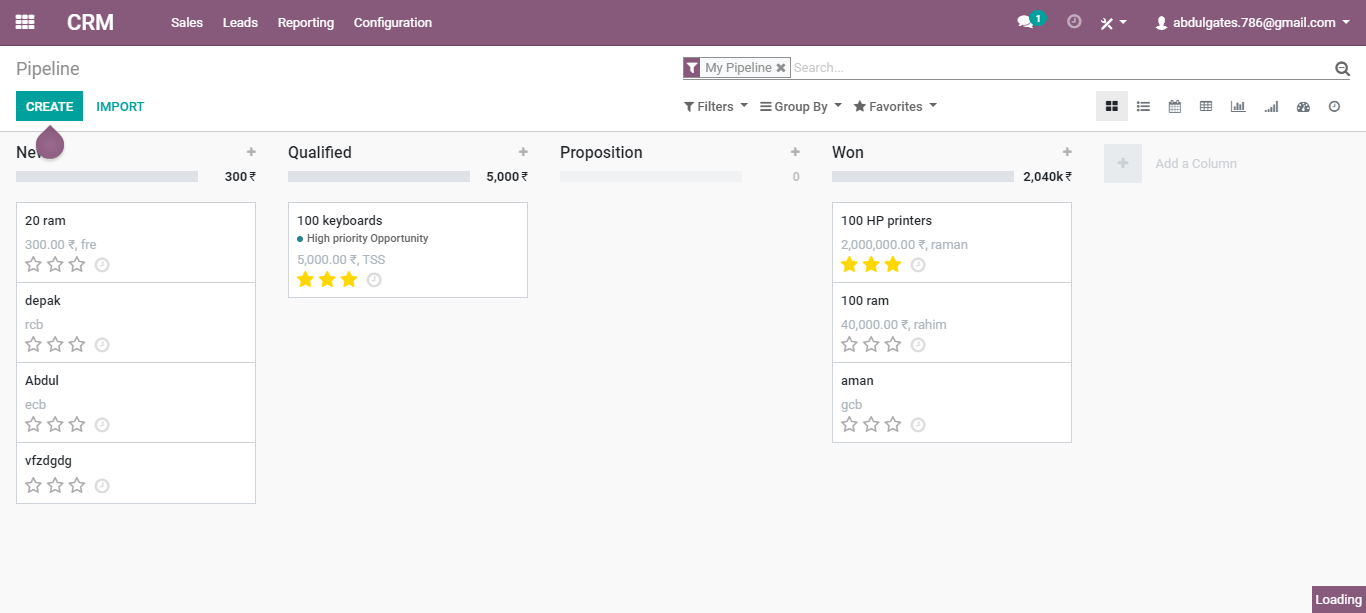 CRM Sales Leads Reporting Configuration 1 abdulgates.786@gmail.com
Pipeline
My Pipeline Search...
CREATE IMPORT
Filters Group By Favorites
New
300 ₹
20 ram
300.00 ₹, fre
depak
rcb
Abdul
ecb
vfzdgdg
Qualified
5,000 ₹
100 keyboards
High priority Opportunity
5,000.00 ₹, TSS
Proposition
0
Won
2,040k ₹
100 HP printers
2,000,000.00 ₹, raman
100 ram
40,000.00 ₹, rahim
aman
gcb
Add a Column
Loading